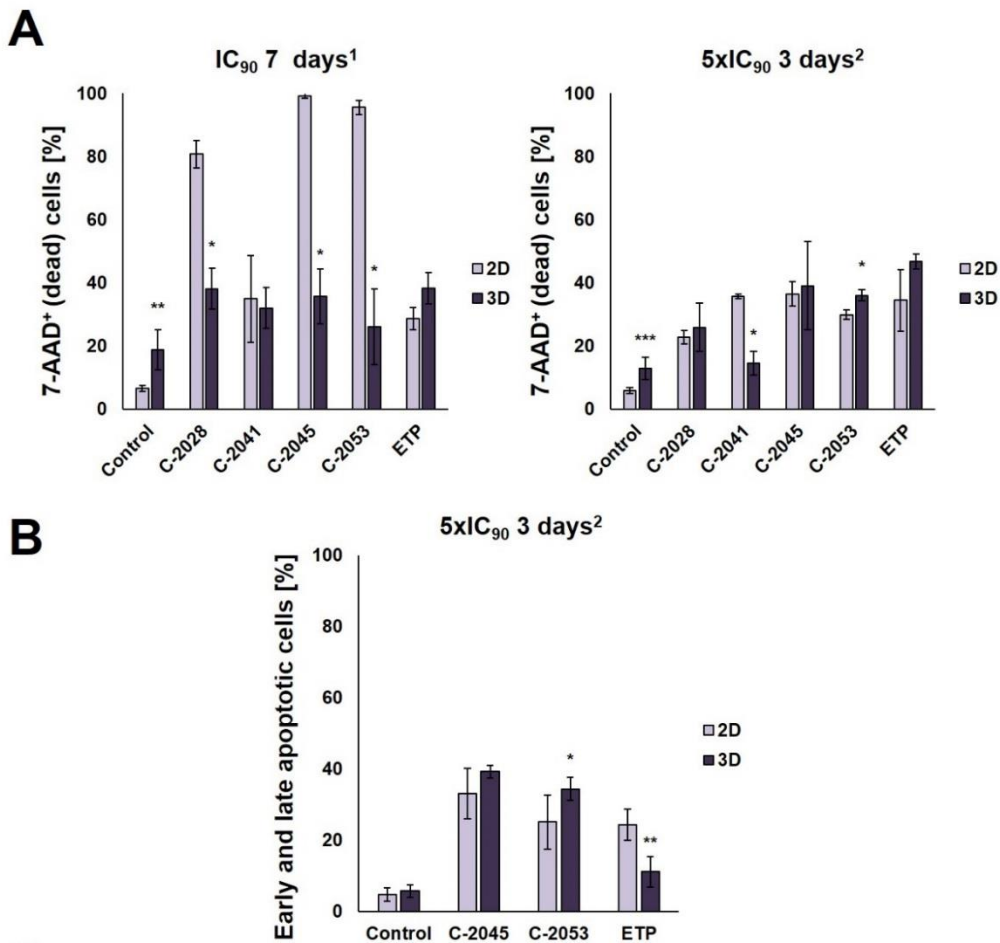 A
IC₉₀ 7 days¹
7-AAD⁺ (dead) cells [%]
100
80
60
40
20
0
**
*
*
*
Control
C-2028
C-2041
C-2045
C-2053
ETP
2D
3D
5xIC₉₀ 3 days²
7-AAD⁺ (dead) cells [%]
100
80
60
40
20
0
***
*
*
Control
C-2028
C-2041
C-2045
C-2053
ETP
2D
3D
B
5xIC₉₀ 3 days²
Early and late apoptotic cells [%]
100
80
60
40
20
0
*
**
Control C-2045 C-2053 ETP
2D
3D